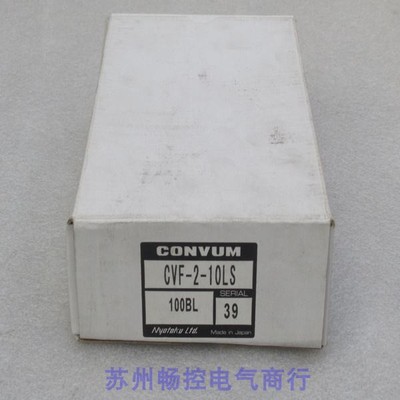 CONVUM
CVF-2-10LS
100BL
SERIAL
39
Myotoku Ltd.
Made in Japan
苏州畅控电气商行